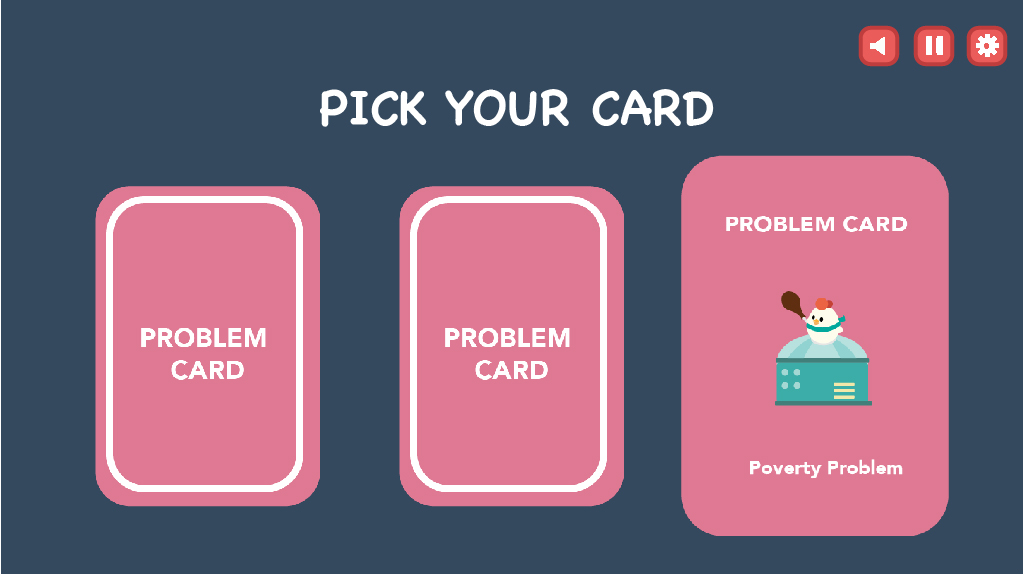 PICK YOUR CARD
PROBLEM
CARD
PROBLEM
CARD
PROBLEM CARD
Poverty Problem